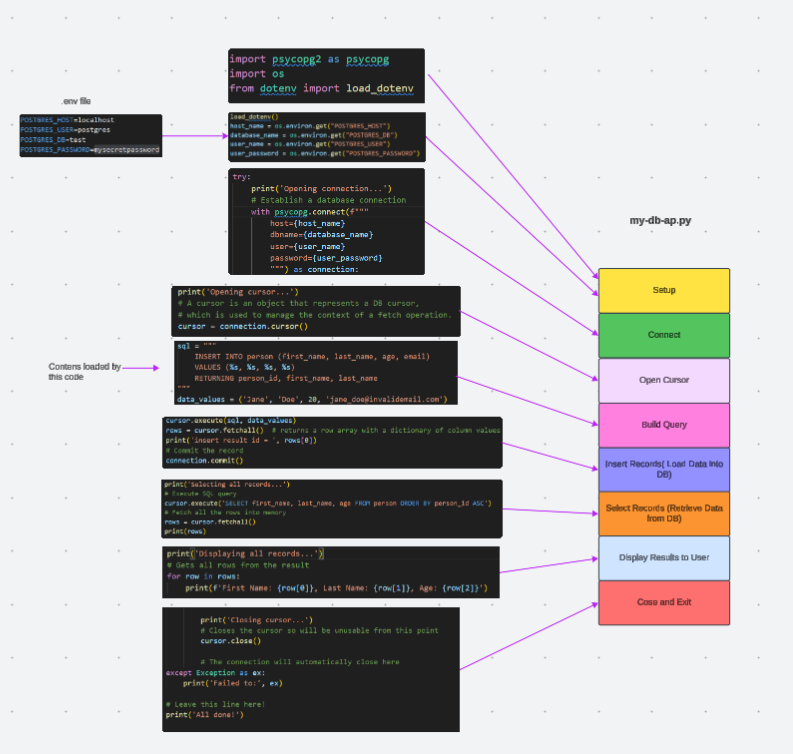 import psycopg2 as psycopg
import os
from dotenv import load_dotenv
.env file
POSTGRES_HOST=localhost
POSTGRES_USER=postgres
POSTGRES_DB=test
POSTGRES_PASSWORD=mysecretpassword
load_dotenv()
host_name = os.environ.get("POSTGRES_HOST")
database_name = os.environ.get("POSTGRES_DB")
user_name = os.environ.get("POSTGRES_USER")
user_password = os.environ.get("POSTGRES_PASSWORD")
try:
print('Opening connection...')
# Establish a database connection
with psycopg.connect(f"""
host={host_name}
dbname={database_name}
user={user_name}
password={user_password}
""") as connection:
my-db-ap.py
Setup
Connect
Open Cursor
Build Query
Insert Records( Load Data Into
DB)
Select Records (Retrieve Data
from DB)
Display Results to User
Cose and Exit
print('Opening cursor...')
# A cursor is an object that represents a DB cursor,
# which is used to manage the context of a fetch operation.
cursor = connection.cursor()
Contens loaded by
this code
sql = """
INSERT INTO person (first_name, last_name, age, email)
VALUES (%s, %s, %s, %s)
RETURNING person_id, first_name, last_name
"""
data_values = ('Jane', 'Doe', 20, 'jane_doe@invalidemail.com')
cursor.execute(sql, data_values)
rows = cursor.fetchall() # returns a row array with a dictionary of column values
print('insert result id = ', rows[0])
# Commit the record
connection.commit()
print('Selecting all records...')
# Execute SQL query
cursor.execute('SELECT first_name, last_name, age FROM person ORDER BY person_id ASC')
# Fetch all the rows into memory
rows = cursor.fetchall()
print(rows)
print('Displaying all records...')
# Gets all rows from the result
for row in rows:
print(f'First Name: {row[0]}, Last Name: {row[1]}, Age: {row[2]}')
print('Closing cursor...')
# Closes the cursor so will be unusable from this point
cursor.close()
# The connection will automatically close here
except Exception as ex:
print('Failed to:', ex)
# Leave this line here!
print('All done!')